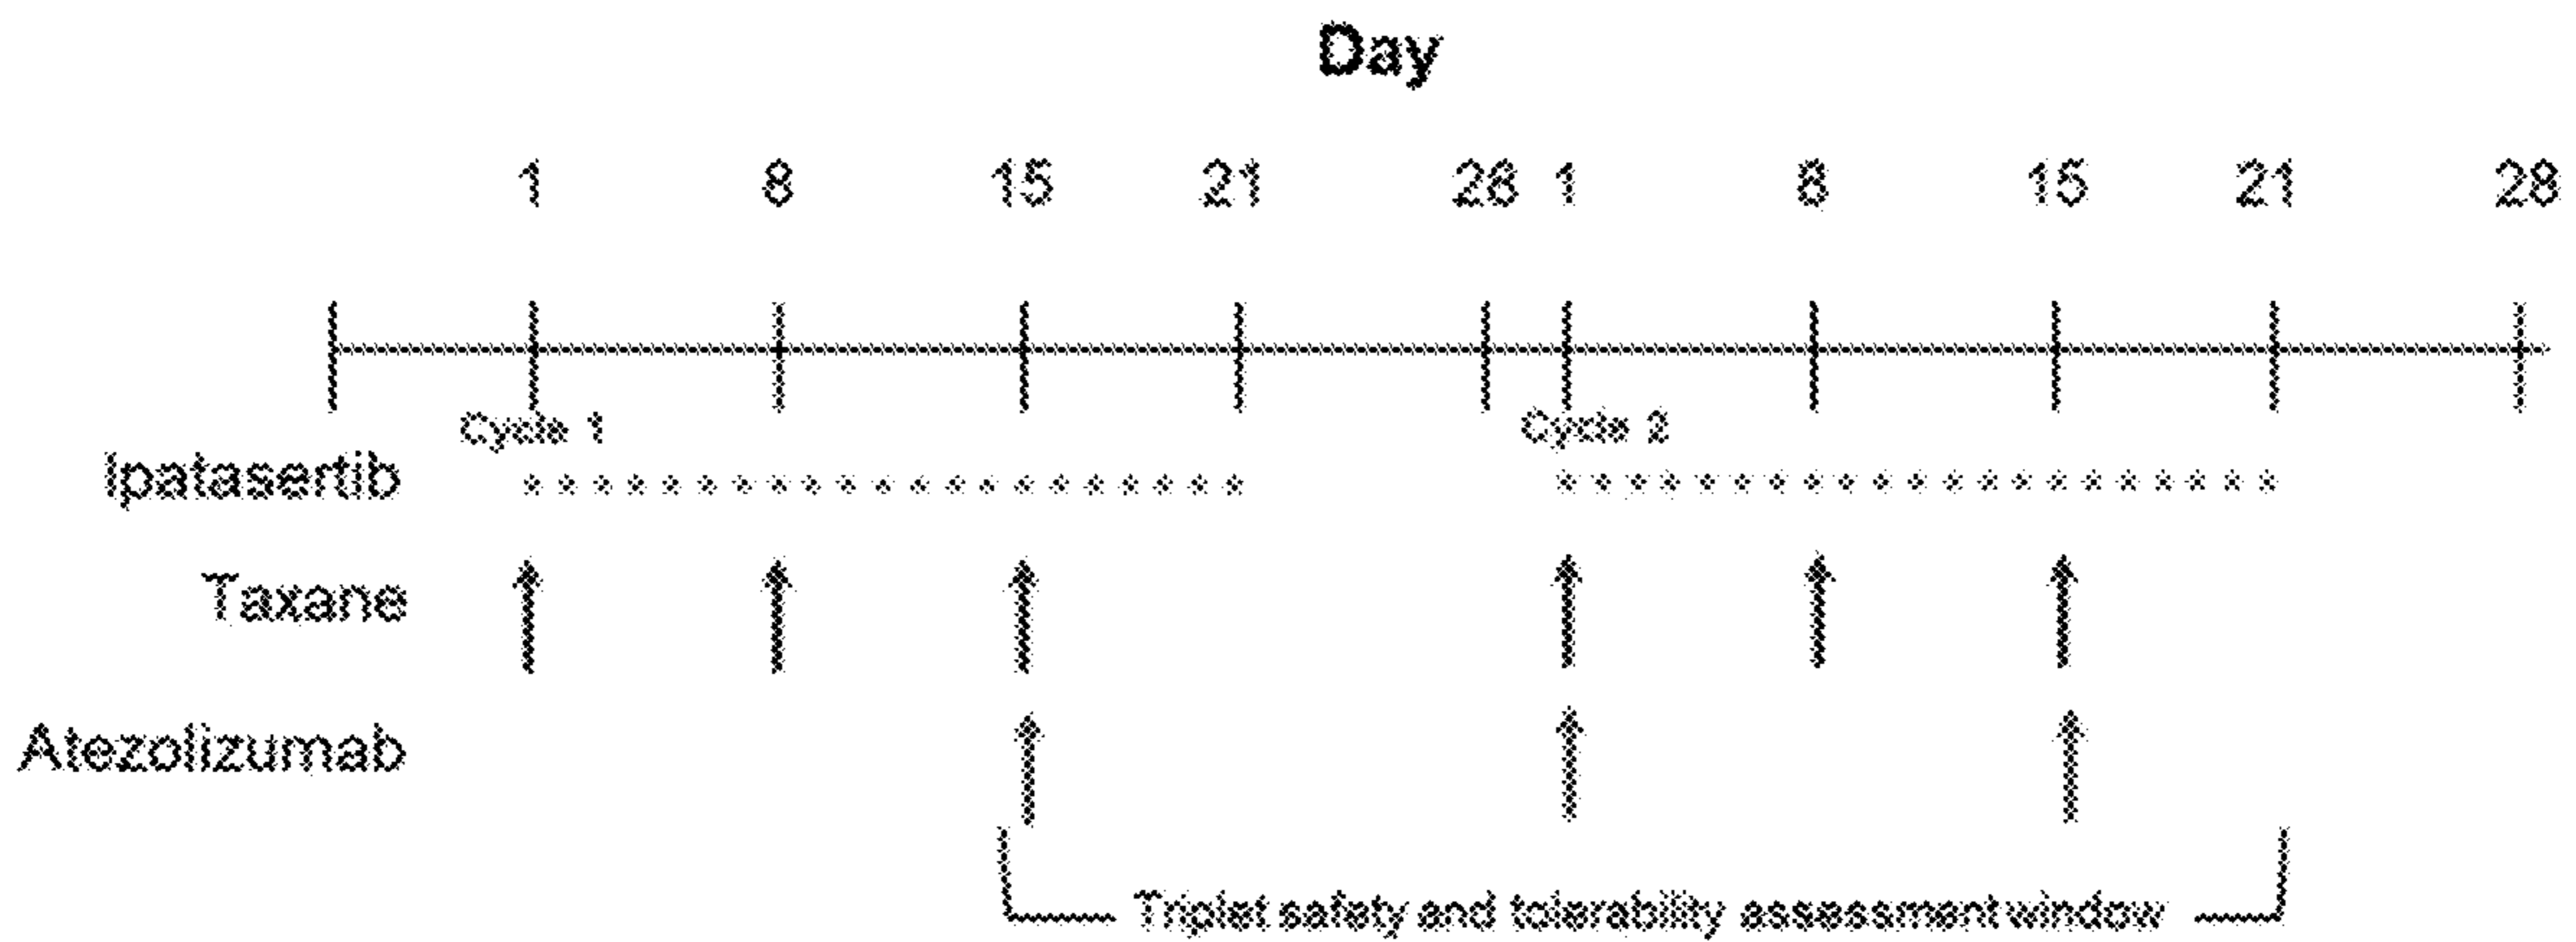 Day
1 8 15 21 28 1 8 15 21 28
Cycle 1 Cycle 2
Ipatasertib
Taxane
Atezolizumab
Triplet safety and tolerability assessment window